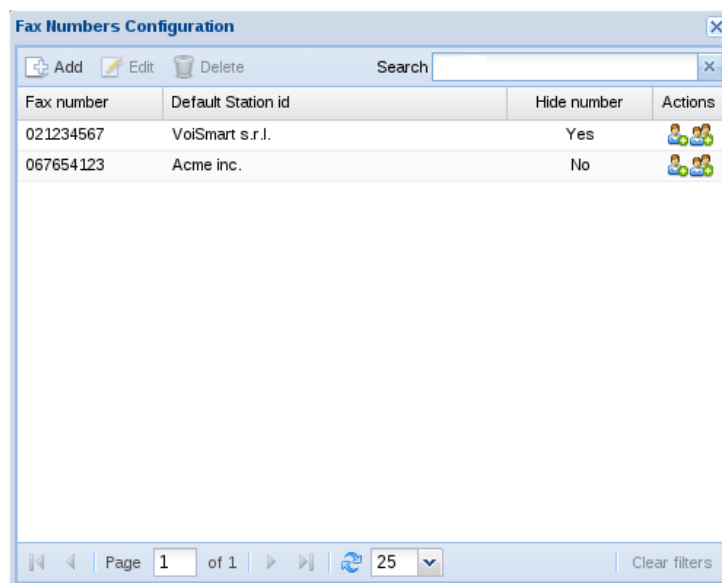 Fax Numbers Configuration
Add Edit Delete Search
Fax number Default Station id Hide number Actions
021234567 VoiSmart s.r.l. Yes
067654123 Acme inc. No
Page 1 of 1 25 Clear filters